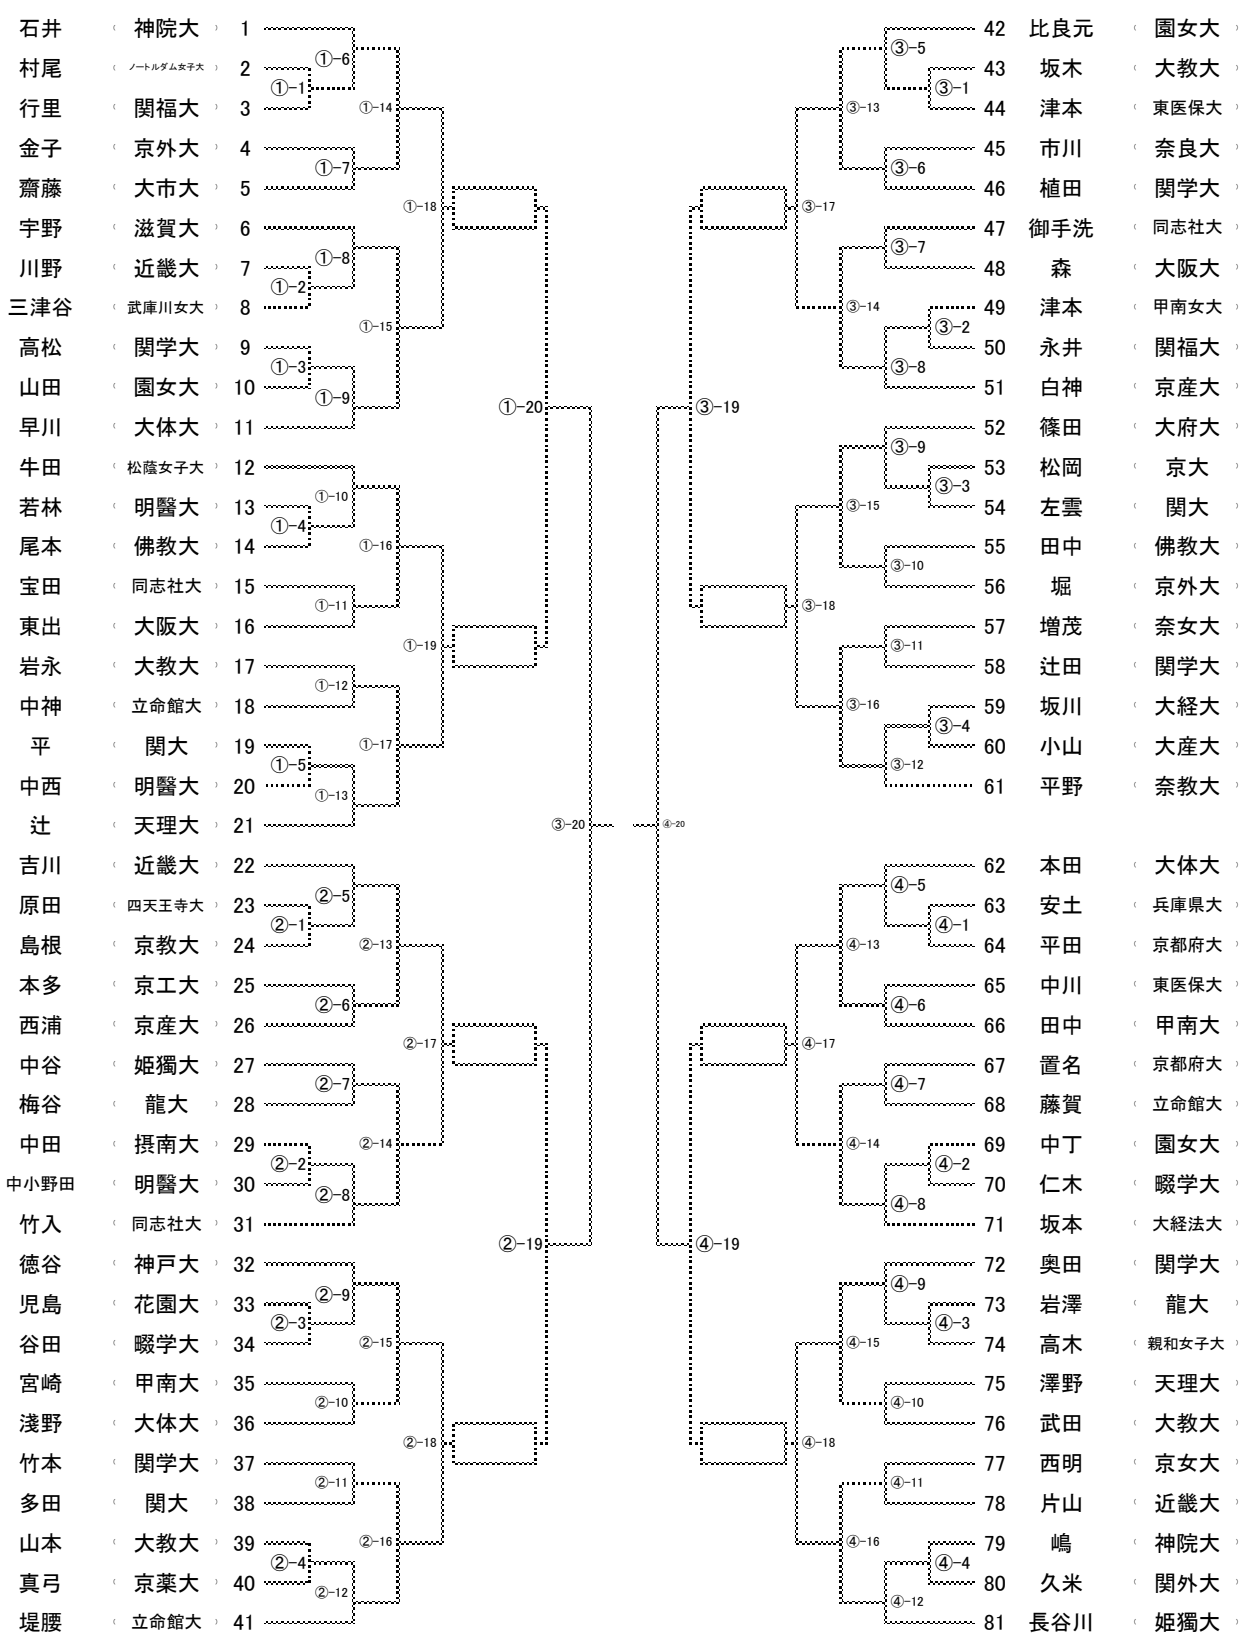 石井 （ 神院大 ） 1
村尾 （ ノートルダム女子大 ） 2
行里 （ 関福大 ） 3
金子 （ 京外大 ） 4
齋藤 （ 大市大 ） 5
宇野 （ 滋賀大 ） 6
川野 （ 近畿大 ） 7
三津谷 （ 武庫川女大 ） 8
高松 （ 関学大 ） 9
山田 （ 園女大 ） 10
早川 （ 大体大 ） 11
牛田 （ 松蔭女子大 ） 12
若林 （ 明醫大 ） 13
尾本 （ 佛教大 ） 14
宝田 （ 同志社大 ） 15
東出 （ 大阪大 ） 16
岩永 （ 大教大 ） 17
中神 （ 立命館大 ） 18
平 （ 関大 ） 19
中西 （ 明醫大 ） 20
辻 （ 天理大 ） 21
吉川 （ 近畿大 ） 22
原田 （ 四天王寺大 ） 23
島根 （ 京教大 ） 24
本多 （ 京工大 ） 25
西浦 （ 京産大 ） 26
中谷 （ 姫獨大 ） 27
梅谷 （ 龍大 ） 28
中田 （ 摂南大 ） 29
中小野田 （ 明醫大 ） 30
竹入 （ 同志社大 ） 31
徳谷 （ 神戸大 ） 32
児島 （ 花園大 ） 33
谷田 （ 畷学大 ） 34
宮崎 （ 甲南大 ） 35
淺野 （ 大体大 ） 36
竹本 （ 関学大 ） 37
多田 （ 関大 ） 38
山本 （ 大教大 ） 39
真弓 （ 京薬大 ） 40
堤腰 （ 立命館大 ） 41
①-1
①-2
①-3
①-4
①-5
①-6
①-7
①-8
①-9
①-10
①-11
①-12
①-13
①-14
①-15
①-16
①-17
①-18
①-19
①-20
②-1
②-2
②-3
②-4
②-5
②-6
②-7
②-8
②-9
②-10
②-11
②-12
②-13
②-14
②-15
②-16
②-17
②-18
②-19
③-20
④-20
③-19
④-19
③-17
③-18
④-17
④-18
③-13
③-14
③-15
③-16
④-13
④-14
④-15
④-16
③-5
③-6
③-7
③-8
③-9
③-10
③-11
③-12
④-5
④-6
④-7
④-8
④-9
④-10
④-11
④-12
③-1
③-2
③-3
③-4
④-1
④-2
④-3
④-4
42 比良元 （ 園女大 ）
43 坂木 （ 大教大 ）
44 津本 東医保大
45 市川 （ 奈良大 ）
46 植田 （ 関学大 ）
47 御手洗 （ 同志社大 ）
48 森 （ 大阪大 ）
49 津本 （ 甲南女大 ）
50 永井 （ 関福大 ）
51 白神 （ 京産大 ）
52 篠田 （ 大府大 ）
53 松岡 （ 京大 ）
54 左雲 （ 関大 ）
55 田中 （ 佛教大 ）
56 堀 （ 京外大 ）
57 増茂 （ 奈女大 ）
58 辻田 （ 関学大 ）
59 坂川 （ 大経大 ）
60 小山 （ 大産大 ）
61 平野 （ 奈教大 ）
62 本田 （ 大体大 ）
63 安土 （ 兵庫県大 ）
64 平田 （ 京都府大 ）
65 中川 （ 東医保大 ）
66 田中 （ 甲南大 ）
67 置名 （ 京都府大 ）
68 藤賀 （ 立命館大 ）
69 中丁 （ 園女大 ）
70 仁木 （ 畷学大 ）
71 坂本 （ 大経法大 ）
72 奥田 （ 関学大 ）
73 岩澤 （ 龍大 ）
74 高木 （ 親和女子大 ）
75 澤野 （ 天理大 ）
76 武田 （ 大教大 ）
77 西明 （ 京女大 ）
78 片山 （ 近畿大 ）
79 嶋 （ 神院大 ）
80 久米 （ 関外大 ）
81 長谷川 （ 姫獨大 ）